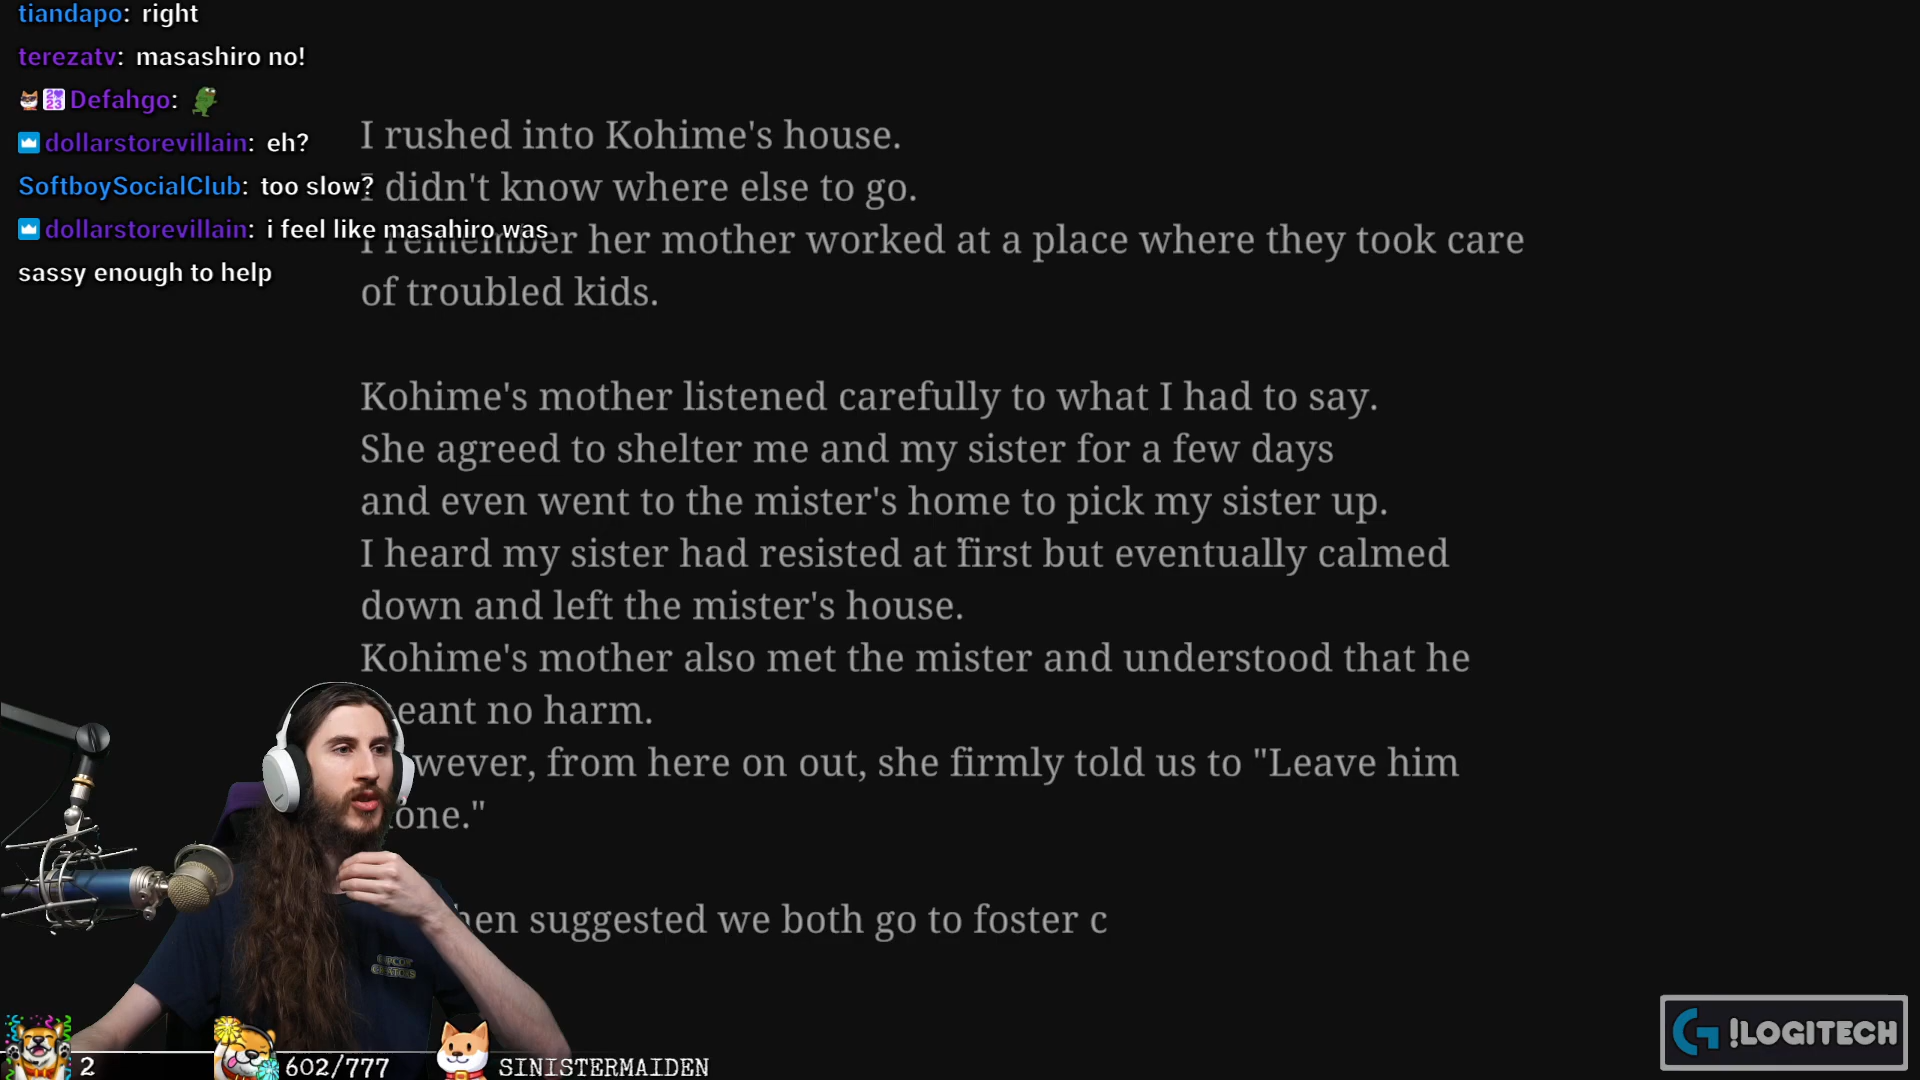 tiandapo: right
terezatv: masashiro no!
Defahgo:
dollarstorevillain: eh?
SoftboySocialClub: too slow?
dollarstorevillain: i feel like masahiro was
sassy enough to help
I rushed into Kohime's house.
I didn't know where else to go.
I remember her mother worked at a place where they took care
of troubled kids.
Kohime's mother listened carefully to what I had to say.
She agreed to shelter me and my sister for a few days
and even went to the mister's home to pick my sister up.
I heard my sister had resisted at first but eventually calmed
down and left the mister's house.
Kohime's mother also met the mister and understood that he
eant no harm.
wever, from here on out, she firmly told us to "Leave him
one."
hen suggested we both go to foster c
2
602/777
SINISTERMAIDEN
!LOGITECH